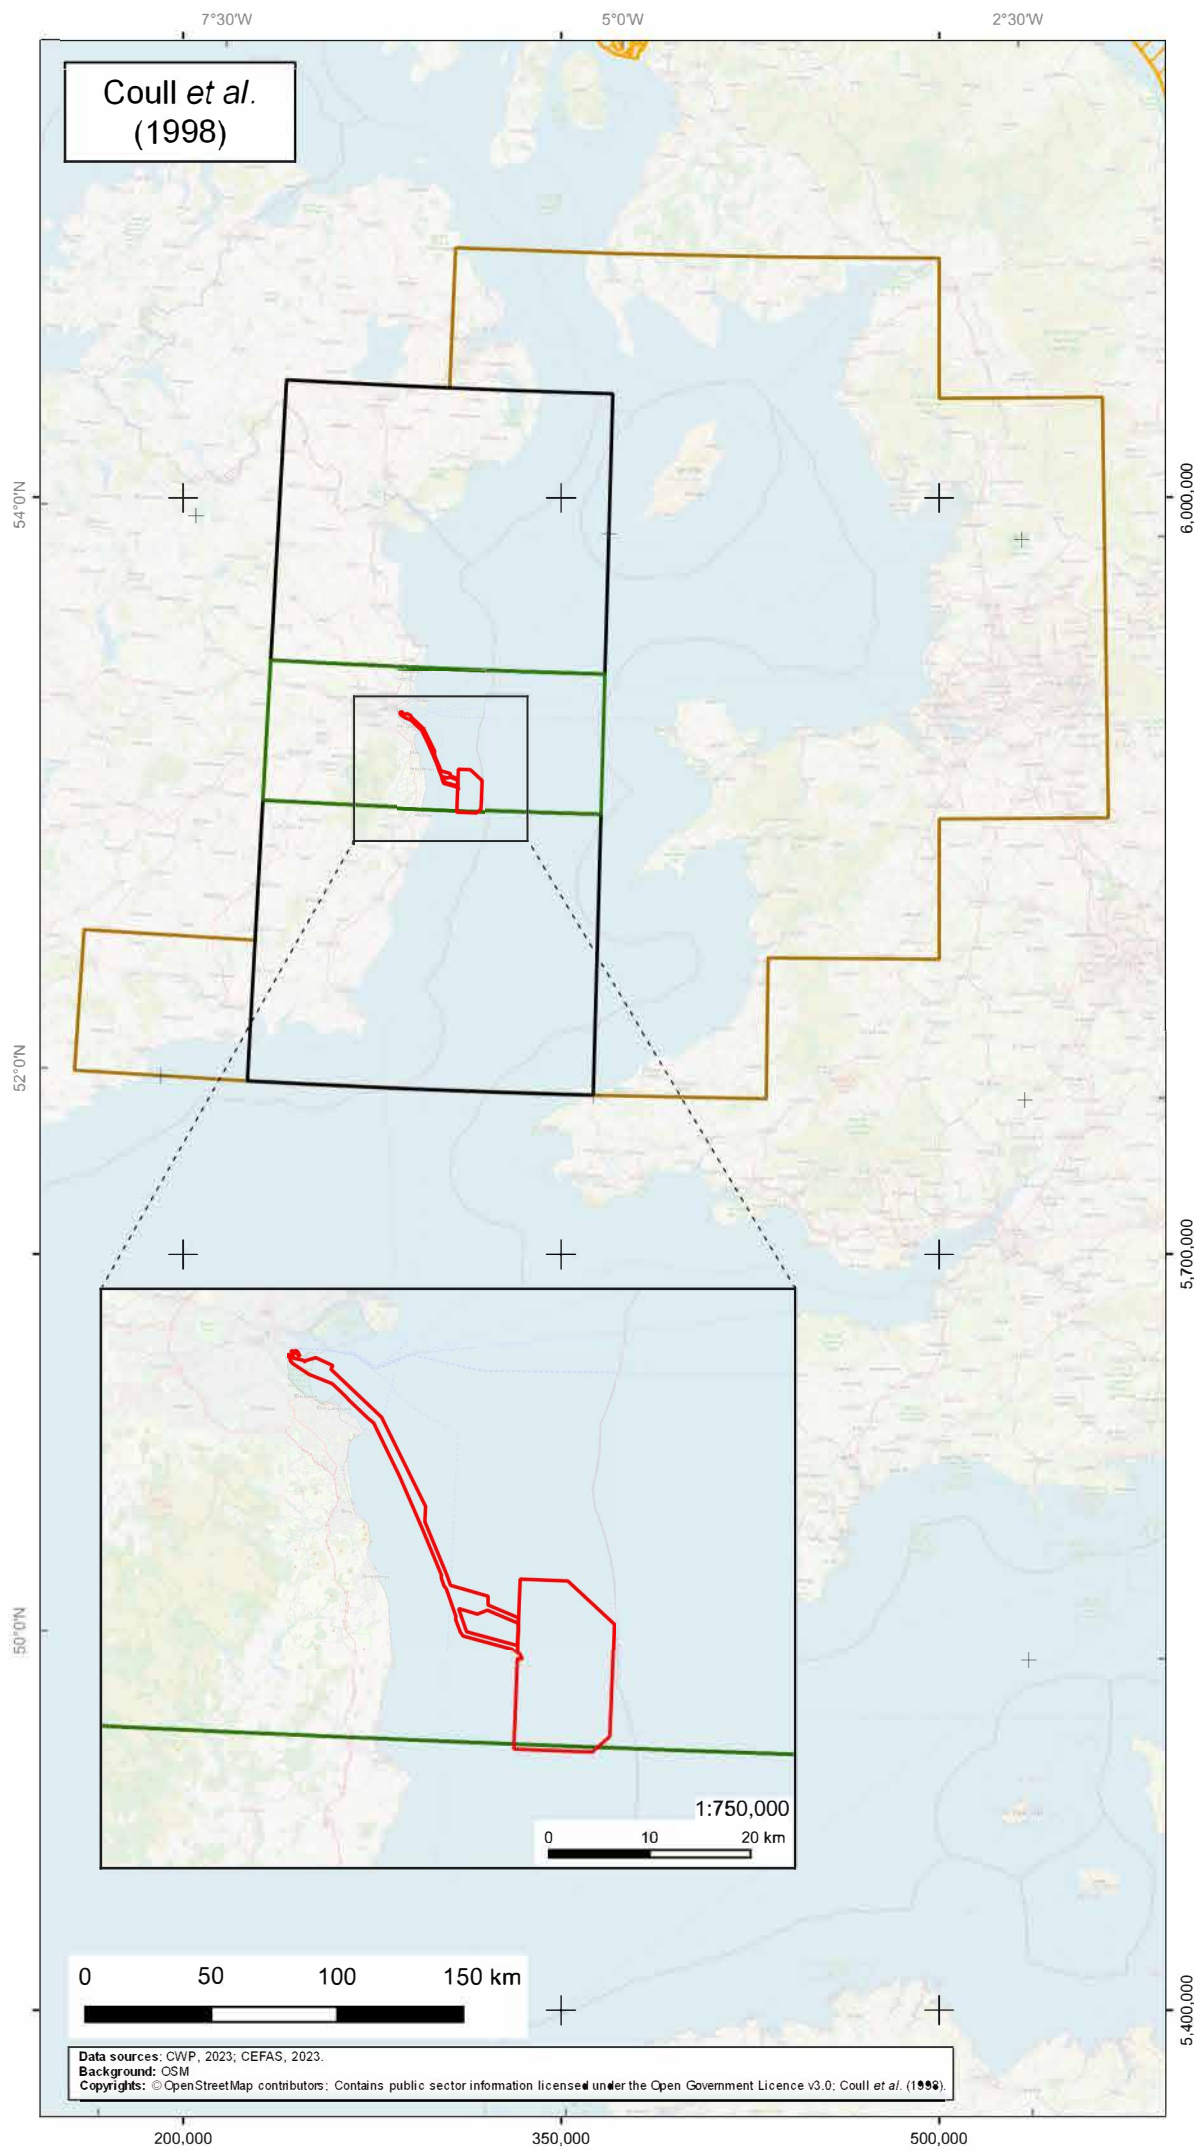 7°30'W 5°0'W 2°30'W
Coull et al.
(1998)
54°0'N
6,000,000
52°0'N
5,700,000
50°0'N
1:750,000
0 10 20 km
0 50 100 150 km
5,400,000
Data sources: CWP, 2023; CEFAS, 2023.
Background: OSM
Copyrights: © OpenStreetMap contributors; Contains public sector information licensed under the Open Government Licence v3.0; Coull et al. (1998).
200,000 350,000 500,000